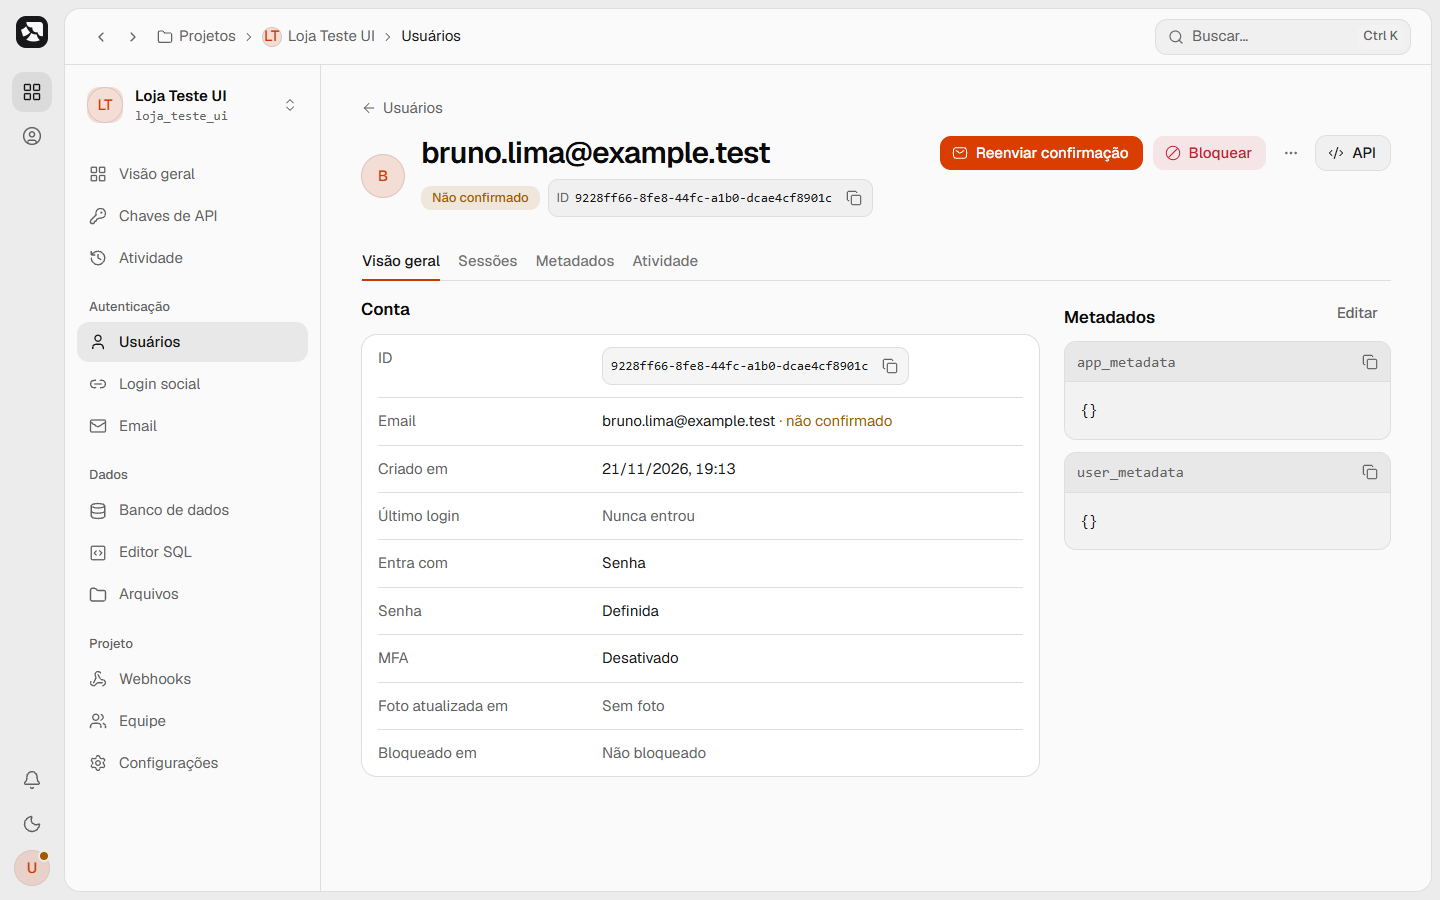 Projetos
LT
Loja Teste UI
Usuários
Buscar...
Ctrl K
LT
Loja Teste UI
loja_teste_ui
Visão geral
Chaves de API
Atividade
Autenticação
Usuários
Login social
Email
Dados
Banco de dados
Editor SQL
Arquivos
Projeto
Webhooks
Equipe
Configurações
U
Usuários
B
bruno.lima@example.test
Não confirmado
ID 9228ff66-8fe8-44fc-a1b0-dcae4cf8901c
Reenviar confirmação
Bloquear
API
Visão geral
Sessões
Metadados
Atividade
Conta
ID 9228ff66-8fe8-44fc-a1b0-dcae4cf8901c
Email bruno.lima@example.test · não confirmado
Criado em 21/11/2026, 19:13
Último login Nunca entrou
Entra com Senha
Senha Definida
MFA Desativado
Foto atualizada em Sem foto
Bloqueado em Não bloqueado
Metadados
Editar
app_metadata
{}
user_metadata
{}